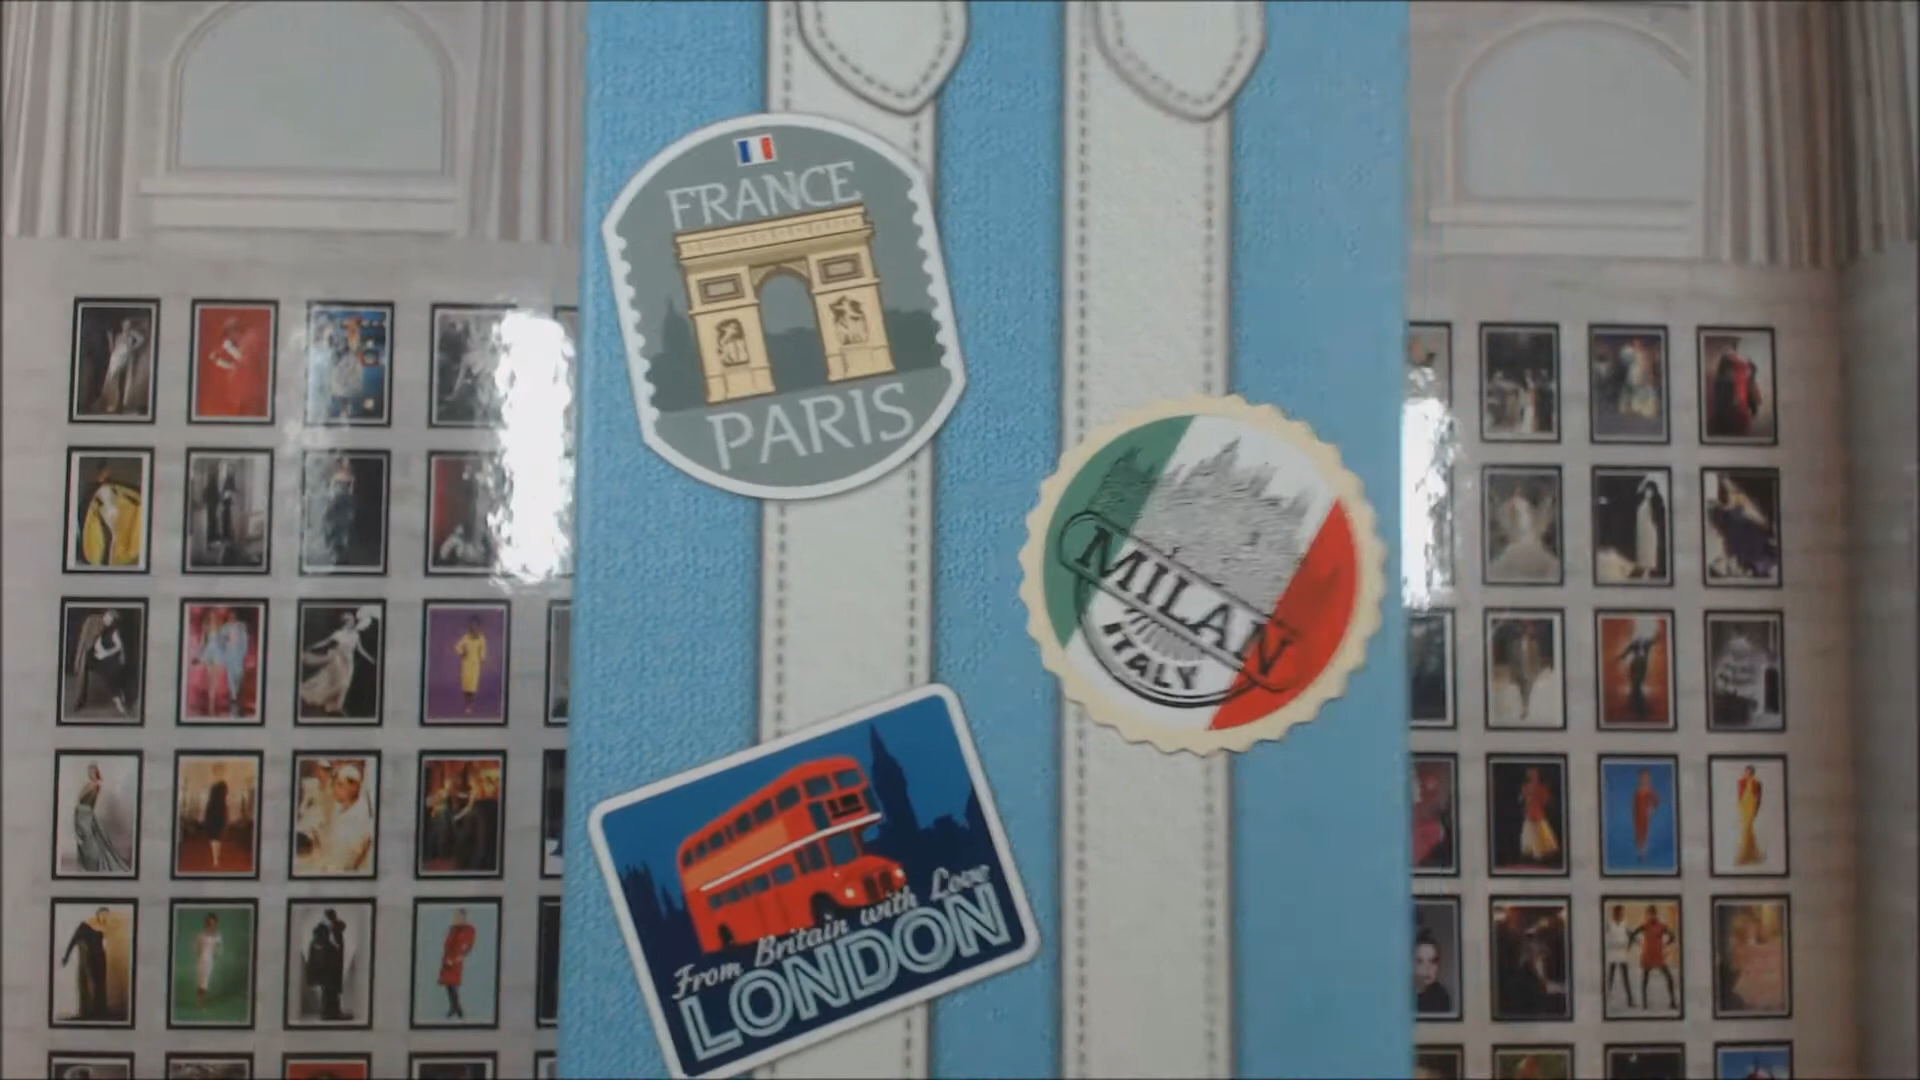 FRANCE
PARIS
MILAN
ITALY
From Britain with Love
LONDON